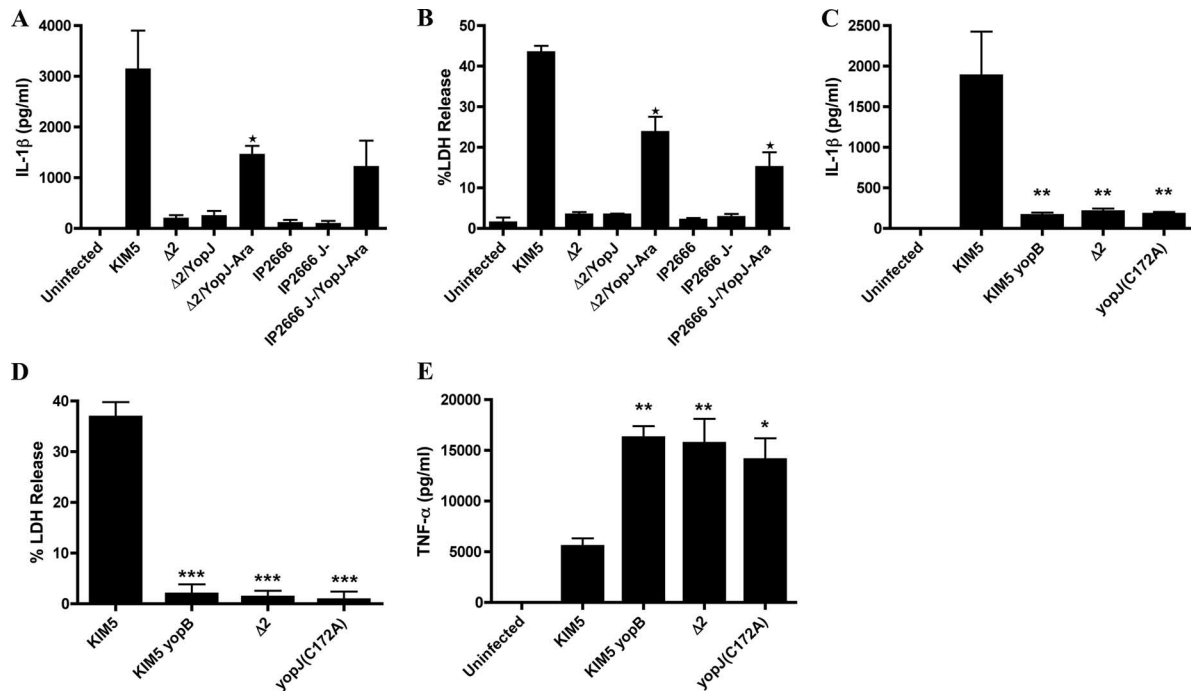 A
IL-1β (pg/ml)
4000
3000
2000
1000
0
★
Uninfected
KIM5
Δ2
Δ2/YopJ
Δ2/YopJ-Ara
IP2666
IP2666 J-
IP2666 J-/YopJ-Ara
B
%LDH Release
50
40
30
20
10
0
★
★
Uninfected
KIM5
Δ2
Δ2/YopJ
Δ2/YopJ-Ara
IP2666
IP2666 J-
IP2666 J-/YopJ-Ara
C
IL-1β (pg/ml)
2500
2000
1500
1000
500
0
** ** **
Uninfected
KIM5
KIM5 yopB
Δ2
yopJ(C172A)
D
% LDH Release
40
30
20
10
0
*** *** ***
KIM5
KIM5 yopB
Δ2
yopJ(C172A)
E
TNF-α (pg/ml)
20000
15000
10000
5000
0
** ** *
Uninfected
KIM5
KIM5 yopB
Δ2
yopJ(C172A)